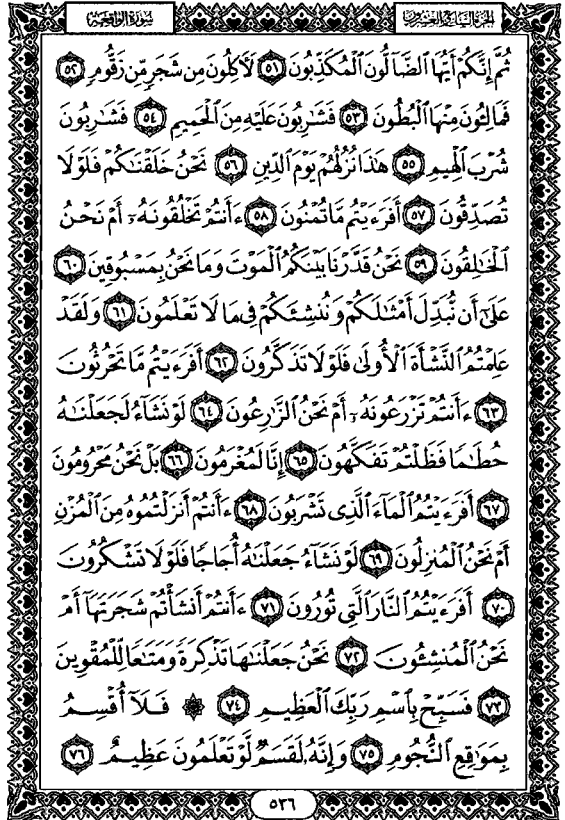 سُورَةُ الوَاقِعَةِ الجزء السابع والعشرون
ثُمَّ إِنَّكُمْ أَيُّهَا ٱلضَّآلُّونَ ٱلْمُكَذِّبُونَ ٥١ لَأَكِلُونَ مِن شَجَرٍ مِّن زَقُّومٍ ٥٢
فَمَالِـُٔونَ مِنْهَا ٱلْبُطُونَ ٥٣ فَشَٰرِبُونَ عَلَيْهِ مِنَ ٱلْحَمِيمِ ٥٤ فَشَٰرِبُونَ
شُرْبَ ٱلْهِيمِ ٥٥ هَٰذَا نُزُلُهُمْ يَوْمَ ٱلدِّينِ ٥٦ نَحْنُ خَلَقْنَٰكُمْ فَلَوْلَا
تُصَدِّقُونَ ٥٧ أَفَرَءَيْتُم مَّا تُمْنُونَ ٥٨ ءَأَنتُمْ تَخْلُقُونَهُۥٓ أَمْ نَحْنُ
ٱلْخَٰلِقُونَ ٥٩ نَحْنُ قَدَّرْنَا بَيْنَكُمُ ٱلْمَوْتَ وَمَا نَحْنُ بِمَسْبُوقِينَ ٦٠
عَلَىٰٓ أَن نُّبَدِّلَ أَمْثَٰلَكُمْ وَنُنشِئَكُمْ فِى مَا لَا تَعْلَمُونَ ٦١ وَلَقَدْ
عَلِمْتُمُ ٱلنَّشْأَةَ ٱلْأُولَىٰ فَلَوْلَا تَذَكَّرُونَ ٦٢ أَفَرَءَيْتُم مَّا تَحْرُثُونَ
٦٣ ءَأَنتُمْ تَزْرَعُونَهُۥٓ أَمْ نَحْنُ ٱلزَّٰرِعُونَ ٦٤ لَوْ نَشَآءُ لَجَعَلْنَٰهُ
حُطَٰمًا فَظَلْتُمْ تَفَكَّهُونَ ٦٥ إِنَّا لَمُغْرَمُونَ ٦٦ بَلْ نَحْنُ مَحْرُومُونَ
٦٧ أَفَرَءَيْتُمُ ٱلْمَآءَ ٱلَّذِى تَشْرَبُونَ ٦٨ ءَأَنتُمْ أَنزَلْتُمُوهُ مِنَ ٱلْمُزْنِ
أَمْ نَحْنُ ٱلْمُنزِلُونَ ٦٩ لَوْ نَشَآءُ جَعَلْنَٰهُ أُجَاجًا فَلَوْلَا تَشْكُرُونَ
٧٠ أَفَرَءَيْتُمُ ٱلنَّارَ ٱلَّتِى تُورُونَ ٧١ ءَأَنتُمْ أَنشَأْتُمْ شَجَرَتَهَآ أَمْ
نَحْنُ ٱلْمُنشِـُٔونَ ٧٢ نَحْنُ جَعَلْنَٰهَا تَذْكِرَةً وَمَتَٰعًا لِّلْمُقْوِينَ
٧٣ فَسَبِّحْ بِٱسْمِ رَبِّكَ ٱلْعَظِيمِ ٧٤ ۞ فَلَآ أُقْسِمُ
بِمَوَٰقِعِ ٱلنُّجُومِ ٧٥ وَإِنَّهُۥ لَقَسَمٌ لَّوْ تَعْلَمُونَ عَظِيمٌ ٧٦
٥٣٦